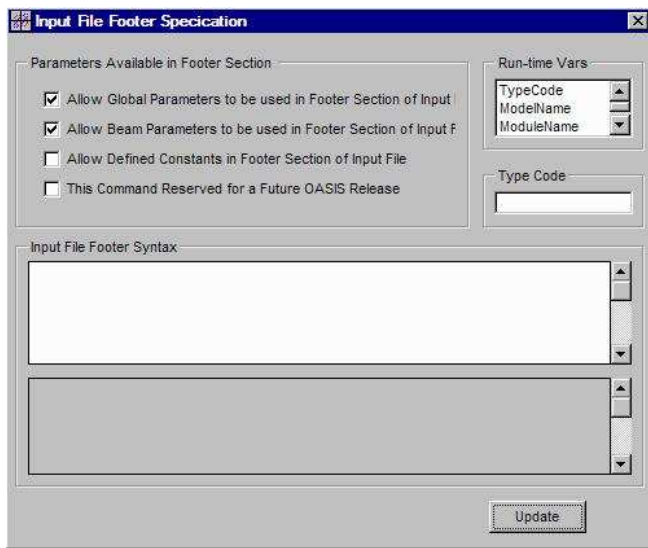 Input File Footer Specication
Parameters Available in Footer Section
Allow Global Parameters to be used in Footer Section of Input
Allow Beam Parameters to be used in Footer Section of Input F
Allow Defined Constants in Footer Section of Input File
This Command Reserved for a Future OASIS Release
Run-time Vars
TypeCode
ModelName
ModuleName
Type Code
Input File Footer Syntax
Update